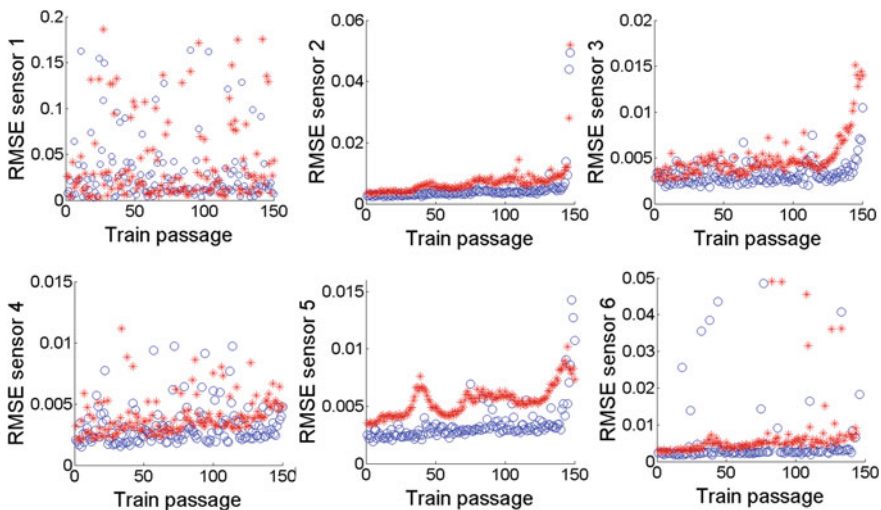 RMSE sensor 1
0.2
0.15
0.1
0.05
0
0 50 100 150
Train passage
RMSE sensor 2
0.06
0.04
0.02
0
0 50 100 150
Train passage
RMSE sensor 3
0.02
0.015
0.01
0.005
0
0 50 100 150
Train passage
RMSE sensor 4
0.015
0.01
0.005
0
0 50 100 150
Train passage
RMSE sensor 5
0.015
0.01
0.005
0
0 50 100 150
Train passage
RMSE sensor 6
0.05
0.04
0.03
0.02
0.01
0
0 50 100 150
Train passage